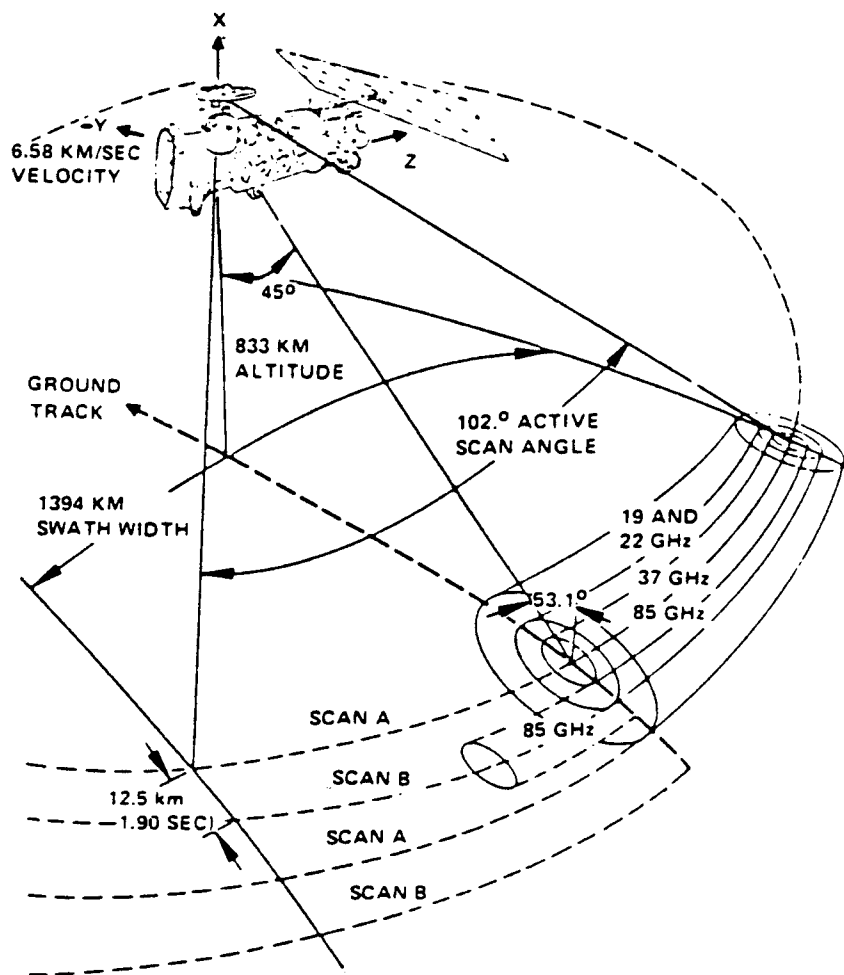 X
-Y
6.58 KM/SEC
VELOCITY
Z
45°
833 KM
ALTITUDE
GROUND
TRACK
102.° ACTIVE
SCAN ANGLE
1394 KM
SWATH WIDTH
19 AND
22 GHz
37 GHz
53.1°
85 GHz
SCAN A
85 GHz
SCAN B
12.5 km
1.90 SEC)
SCAN A
SCAN B